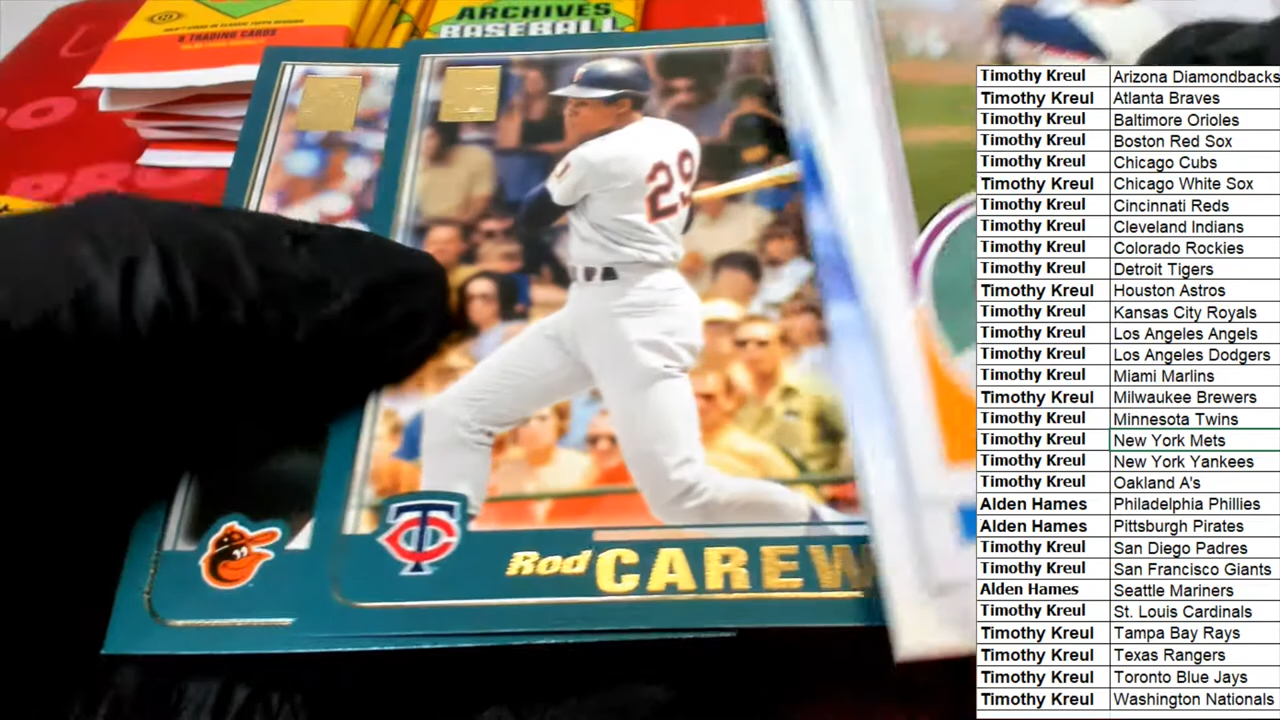 8 TRADING CARDS
ARCHIVES
BASEBALL
29
TC
Rod CAREW
Timothy Kreul Arizona Diamondbacks
Timothy Kreul Atlanta Braves
Timothy Kreul Baltimore Orioles
Timothy Kreul Boston Red Sox
Timothy Kreul Chicago Cubs
Timothy Kreul Chicago White Sox
Timothy Kreul Cincinnati Reds
Timothy Kreul Cleveland Indians
Timothy Kreul Colorado Rockies
Timothy Kreul Detroit Tigers
Timothy Kreul Houston Astros
Timothy Kreul Kansas City Royals
Timothy Kreul Los Angeles Angels
Timothy Kreul Los Angeles Dodgers
Timothy Kreul Miami Marlins
Timothy Kreul Milwaukee Brewers
Timothy Kreul Minnesota Twins
Timothy Kreul New York Mets
Timothy Kreul New York Yankees
Timothy Kreul Oakland A's
Alden Hames Philadelphia Phillies
Alden Hames Pittsburgh Pirates
Timothy Kreul San Diego Padres
Timothy Kreul San Francisco Giants
Alden Hames Seattle Mariners
Timothy Kreul St. Louis Cardinals
Timothy Kreul Tampa Bay Rays
Timothy Kreul Texas Rangers
Timothy Kreul Toronto Blue Jays
Timothy Kreul Washington Nationals